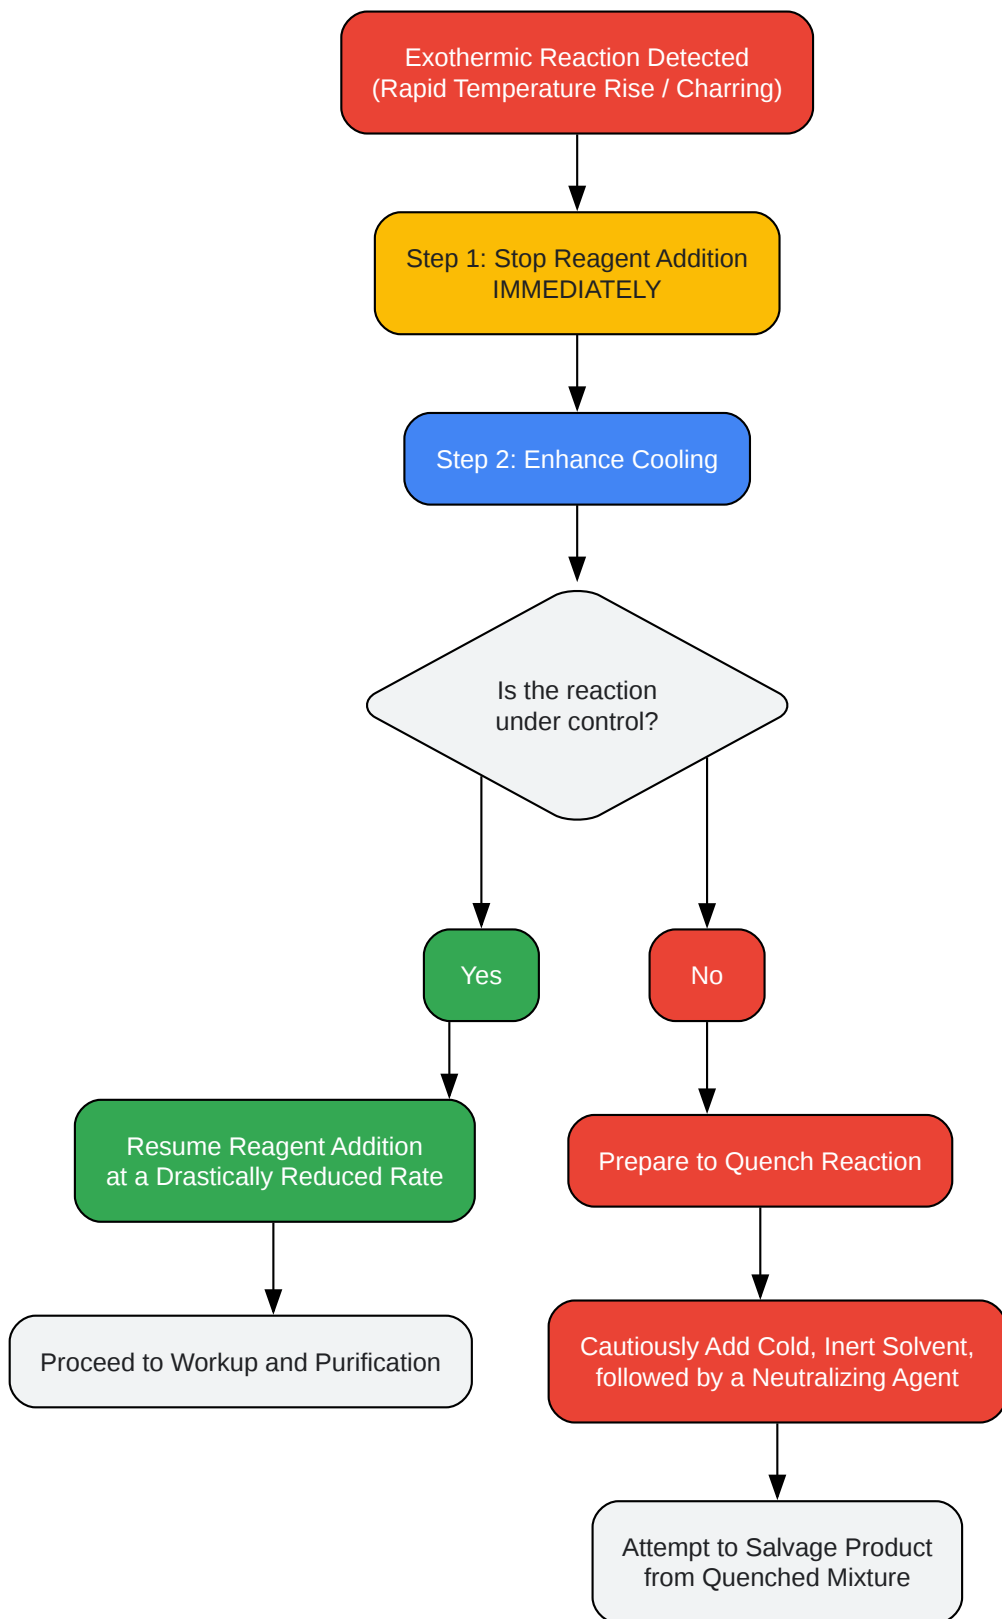 Exothermic Reaction Detected
(Rapid Temperature Rise / Charring)
Step 1: Stop Reagent Addition
IMMEDIATELY
Step 2: Enhance Cooling
Is the reaction
under control?
Yes
No
Resume Reagent Addition
at a Drastically Reduced Rate
Prepare to Quench Reaction
Proceed to Workup and Purification
Cautiously Add Cold, Inert Solvent,
followed by a Neutralizing Agent
Attempt to Salvage Product
from Quenched Mixture